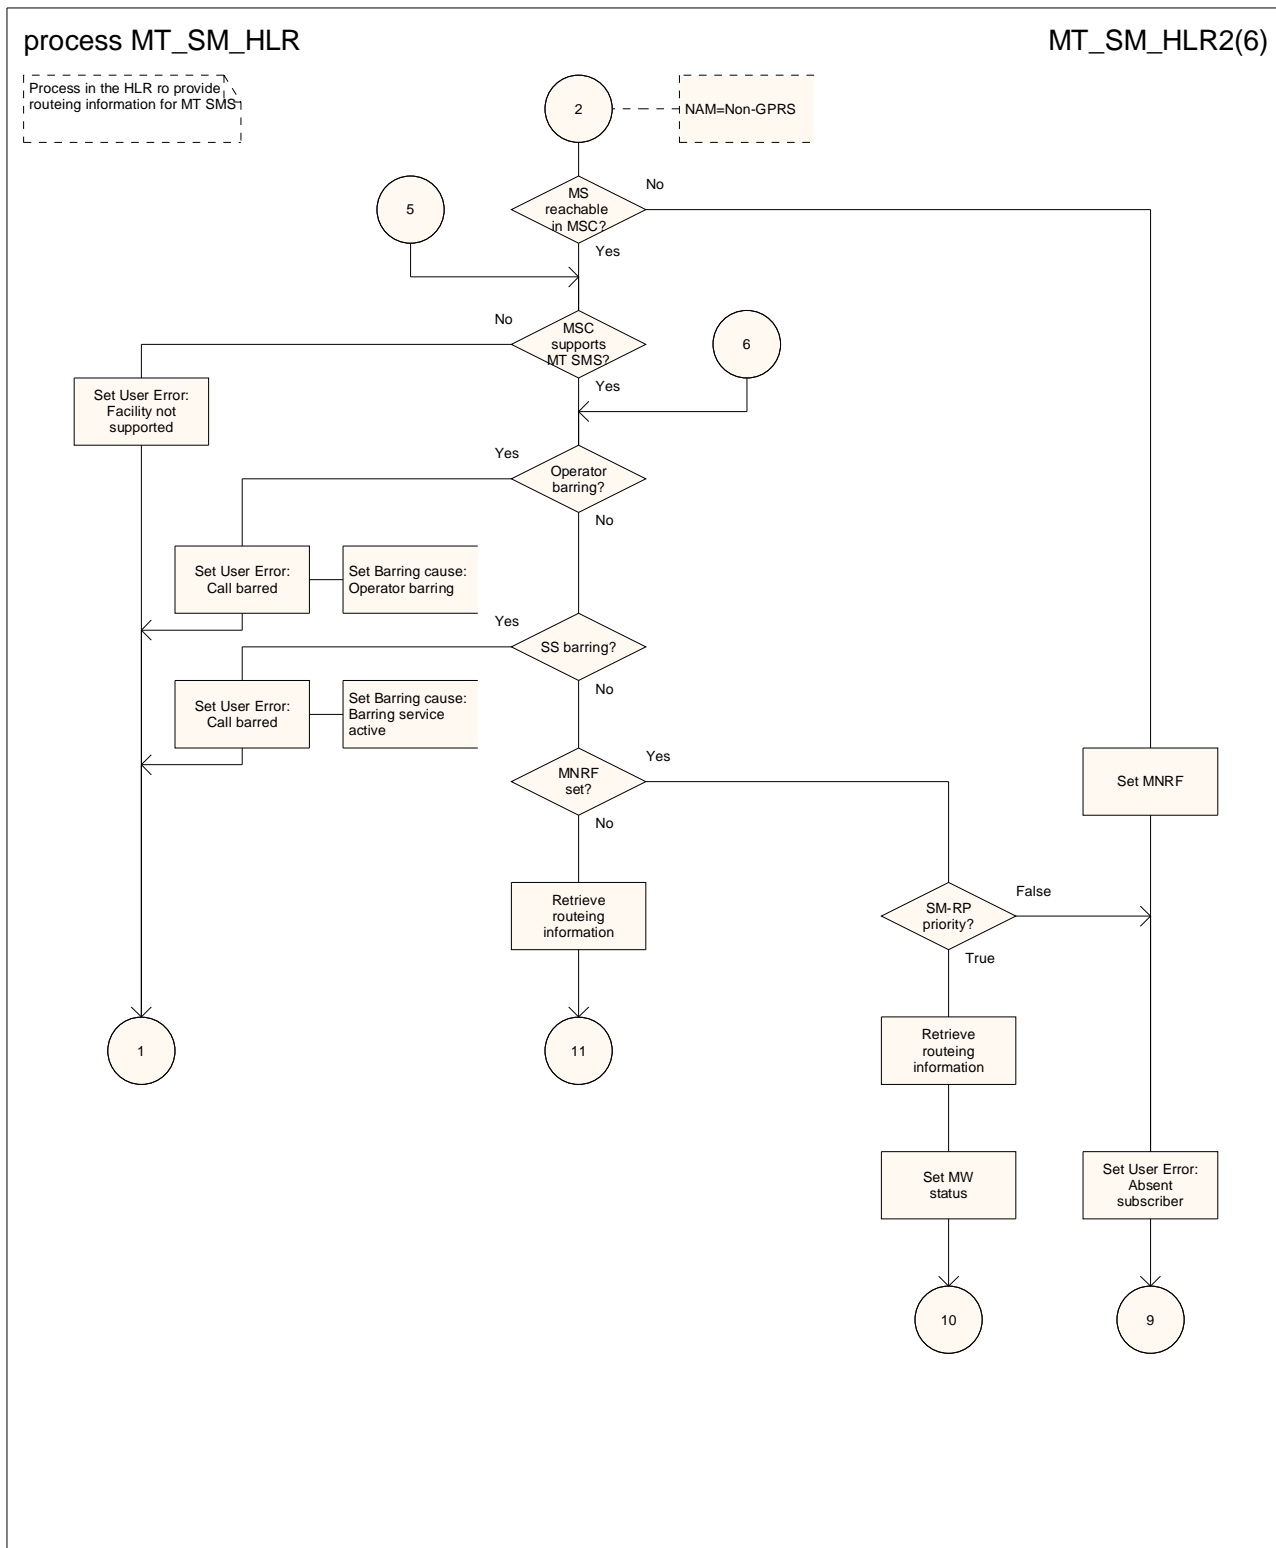 process MT_SM_HLR
MT_SM_HLR2(6)
Process in the HLR ro provide
routeing information for MT SMS
2
NAM=Non-GPRS
MS
reachable
in MSC?
No
Yes
5
MSC
supports
MT SMS?
No
Yes
6
Set User Error:
Facility not
supported
Operator
barring?
Yes
No
Set User Error:
Call barred
Set Barring cause:
Operator barring
SS barring?
Yes
No
Set User Error:
Call barred
Set Barring cause:
Barring service
active
MNRF
set?
Yes
No
Set MNRF
Retrieve
routeing
information
SM-RP
priority?
False
True
1
11
Retrieve
routeing
information
Set MW
status
Set User Error:
Absent
subscriber
10
9